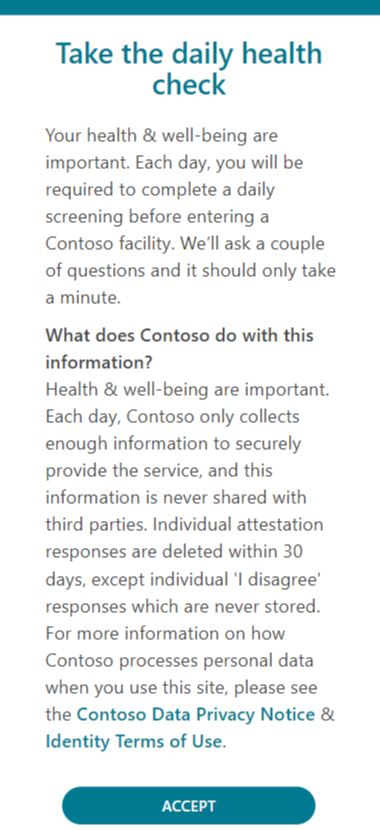 Take the daily health
check
Your health & well-being are
important. Each day, you will be
required to complete a daily
screening before entering a
Contoso facility. We'll ask a couple
of questions and it should only take
a minute.
What does Contoso do with this
information?
Health & well-being are important.
Each day, Contoso only collects
enough information to securely
provide the service, and this
information is never shared with
third parties. Individual attestation
responses are deleted within 30
days, except individual 'I disagree'
responses which are never stored.
For more information on how
Contoso processes personal data
when you use this site, please see
the Contoso Data Privacy Notice &
Identity Terms of Use.
ACCEPT